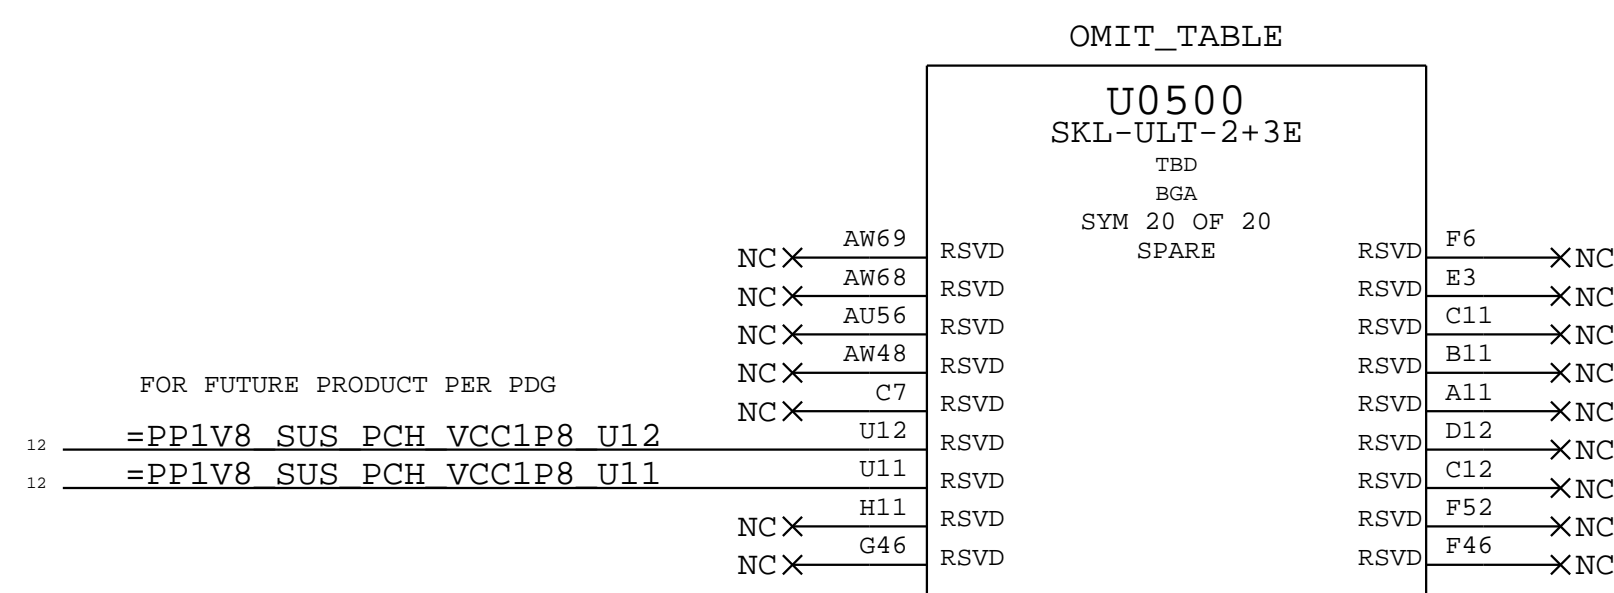 OMIT_TABLE
U0500
SKL-ULT-2+3E
TBD
BGA
SYM 20 OF 20
SPARE
NC AW69 RSVD RSVD F6 NC
NC AW68 RSVD RSVD E3 NC
NC AU56 RSVD RSVD C11 NC
NC AW48 RSVD RSVD B11 NC
FOR FUTURE PRODUCT PER PDG
NC C7 RSVD RSVD A11 NC
12 =PP1V8_SUS_PCH_VCC1P8_U12 U12 RSVD RSVD D12 NC
12 =PP1V8_SUS_PCH_VCC1P8_U11 U11 RSVD RSVD C12 NC
NC H11 RSVD RSVD F52 NC
NC G46 RSVD RSVD F46 NC